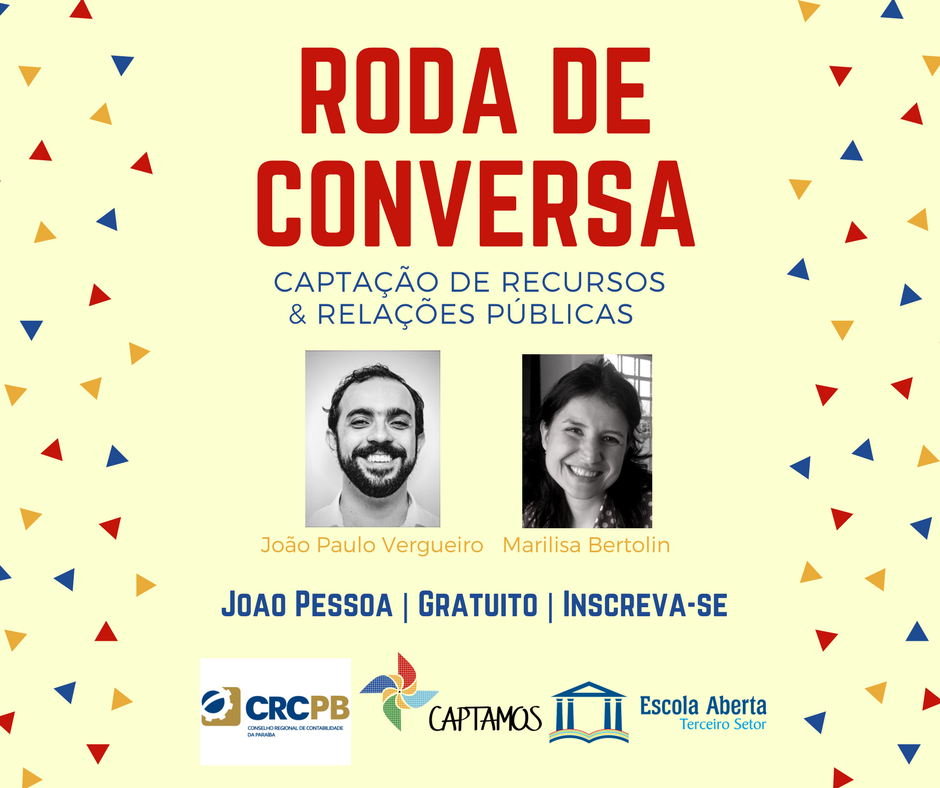 RODA DE
CONVERSA
CAPTAÇÃO DE RECURSOS
& RELAÇÕES PÚBLICAS
João Paulo Vergueiro Marilisa Bertolin
JOAO PESSOA | GRATUITO | INSCREVA-SE
CRCPB
CONSELHO REGIONAL DE CONTABILIDADE
DA PARAÍBA
CAPTAMOS
Escola Aberta
Terceiro Setor